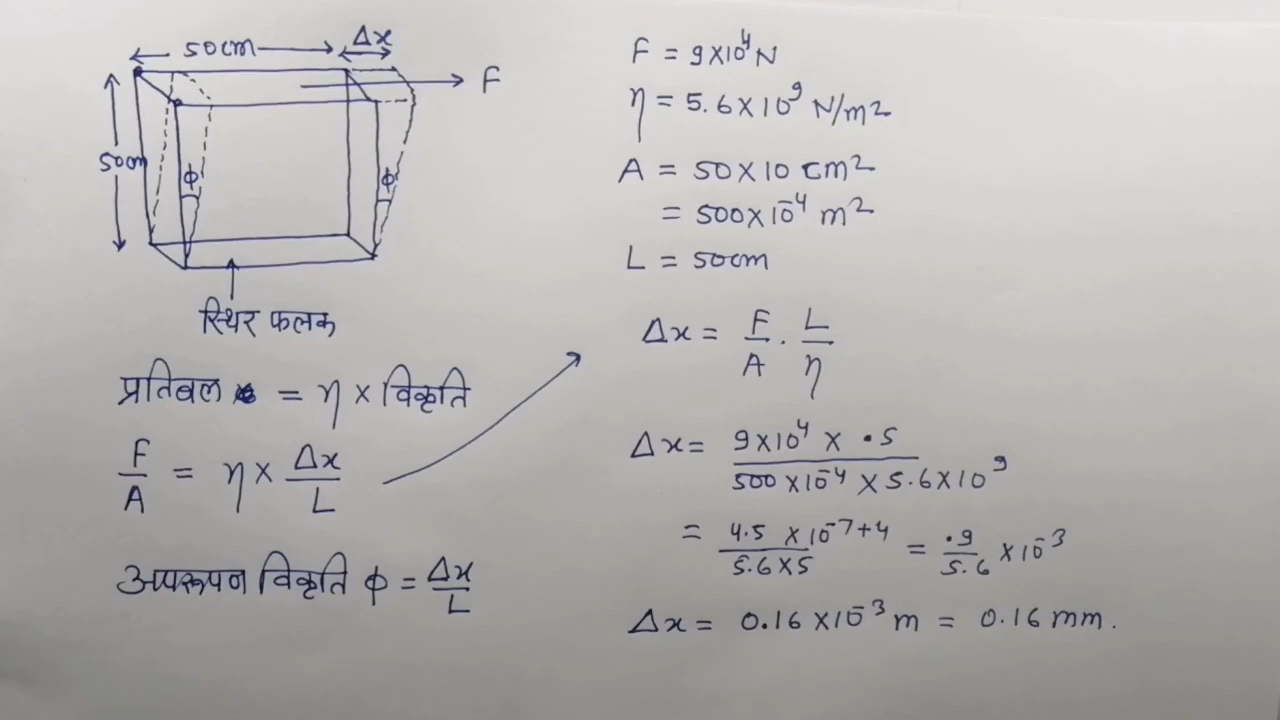 50cm Δx
F
50cm
ϕ ϕ
स्थिर फलक
प्रतिबल = η × विकृति
F/A = η × Δx/L
अपरूपण विकृति ϕ = Δx/L
F = 9×10⁴N
η = 5.6×10⁹ N/m²
A = 50×10 cm²
= 500×10⁻⁴ m²
L = 50cm
Δx = F/A · L/η
Δx = 9×10⁴ × .5 / 500×10⁻⁴ × 5.6×10⁹
= 4.5 ×10⁻⁷⁺⁴ / 5.6×5 = .9/5.6 ×10⁻³
Δx = 0.16×10⁻³m = 0.16 mm.